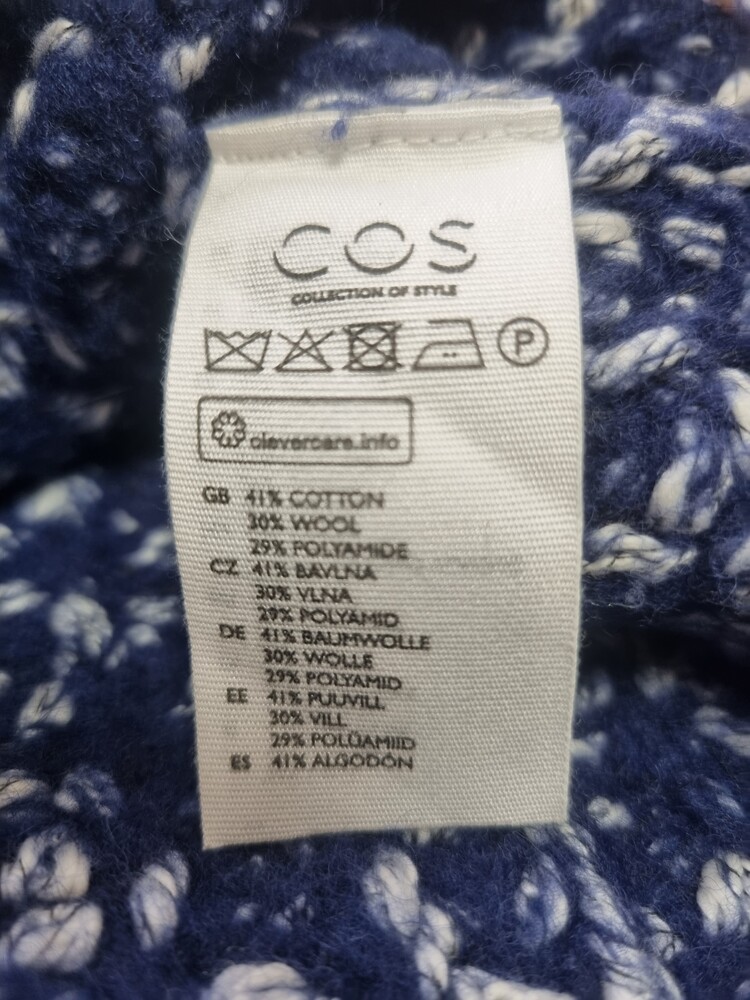 COS
COLLECTION OF STYLE
P
clevercare.info
GB 41% COTTON
30% WOOL
29% POLYAMIDE
CZ 41% BAVLNA
30% VLNA
29% POLYAMID
DE 41% BAUMWOLLE
30% WOLLE
29% POLYAMID
EE 41% PUUVILL
30% VILL
29% POLÜAMIID
ES 41% ALGODÓN